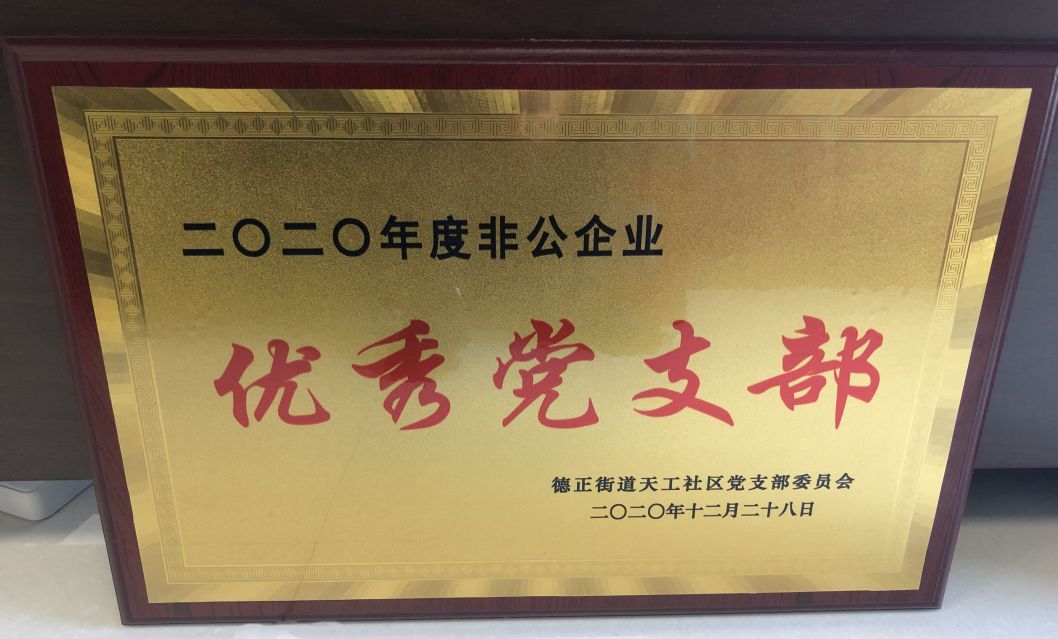 二〇二〇年度非公企业
优秀党支部
德正街道天工社区党支部委员会
二〇二〇年十二月二十八日